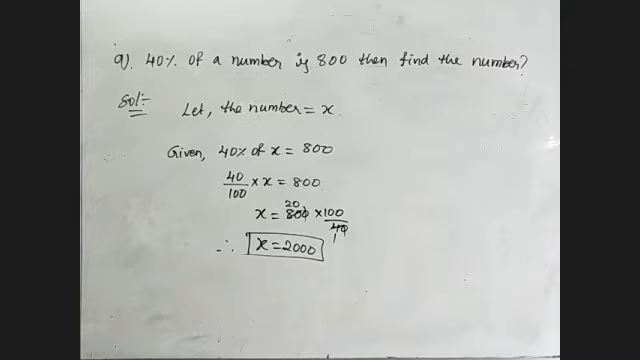 9). 40% of a number is 800 then find the number?
Sol:-
Let, the number = x.
Given, 40% of x = 800
40/100 × x = 800
20
x = 800 × 100/40
1
∴ x = 2000